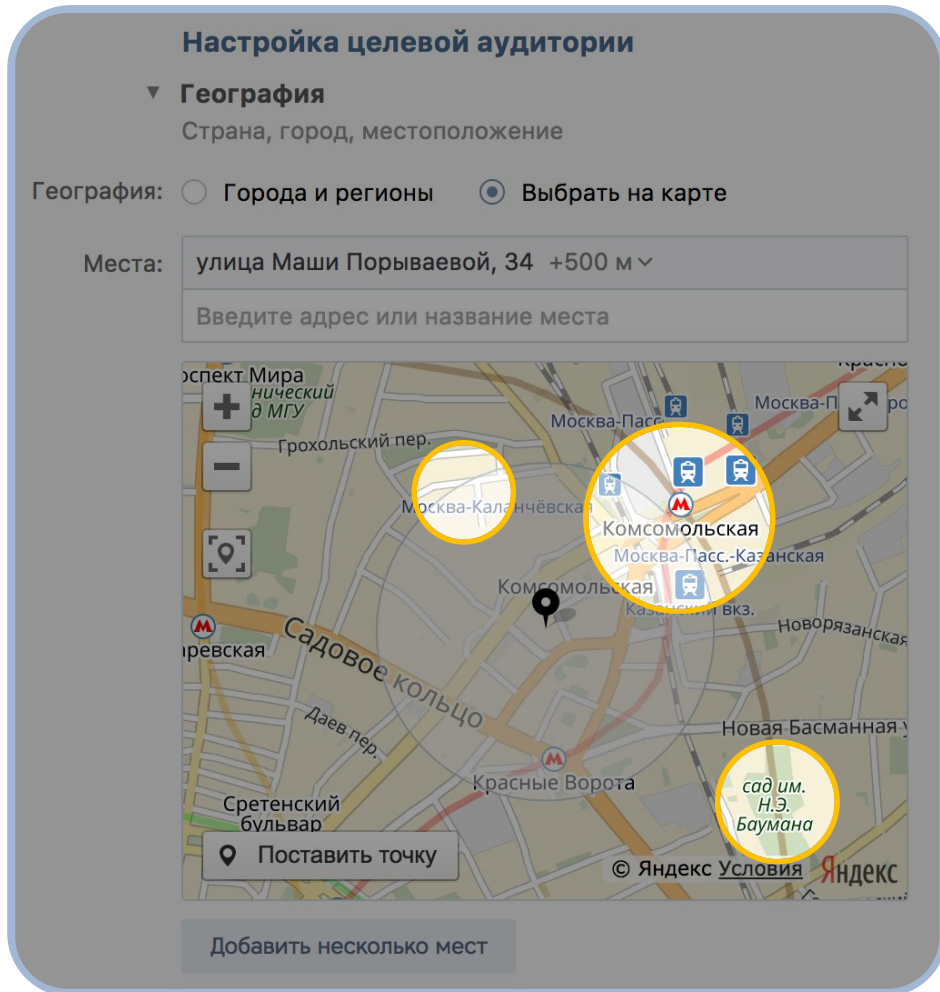 Настройка целевой аудитории
География
Страна, город, местоположение
География: Города и регионы Выбрать на карте
Места: улица Маши Порываевой, 34 +500 м
Введите адрес или название места
оспект Мира
нический
д МГУ
Москва-П
Москва-Пасс
Грохольский пер.
Москва-Каланчёвская
Комсомольская
Москва-Пасс.-Казанская
Комсомольская
Казанский вкз.
Новорязанская
аревская
Садовое кольцо
Даев пер.
Новая Басманная у
Красные Ворота
сад им.
Н.Э.
Баумана
Сретенский
бульвар
Поставить точку
© Яндекс Условия Яндекс
Добавить несколько мест